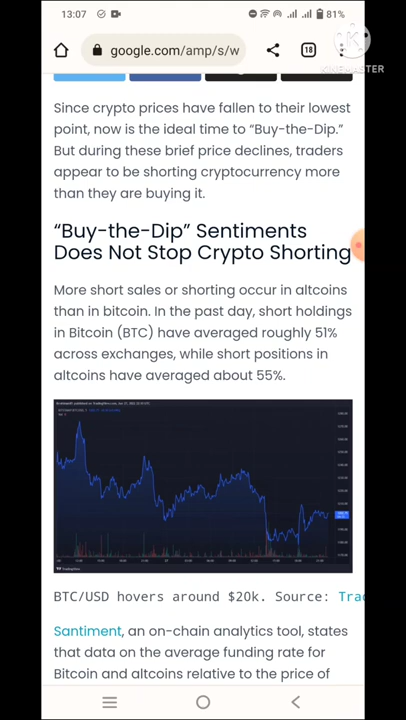 13:07
81%
google.com/amp/s/w
18
KINEMASTER
Since crypto prices have fallen to their lowest
point, now is the ideal time to “Buy-the-Dip.”
But during these brief price declines, traders
appear to be shorting cryptocurrency more
than they are buying it.
“Buy-the-Dip” Sentiments
Does Not Stop Crypto Shorting
More short sales or shorting occur in altcoins
than in bitcoin. In the past day, short holdings
in Bitcoin (BTC) have averaged roughly 51%
across exchanges, while short positions in
altcoins have averaged about 55%.
TradingView
BTC/USD hovers around $20k. Source: Trad
Santiment, an on-chain analytics tool, states
that data on the average funding rate for
Bitcoin and altcoins relative to the price of